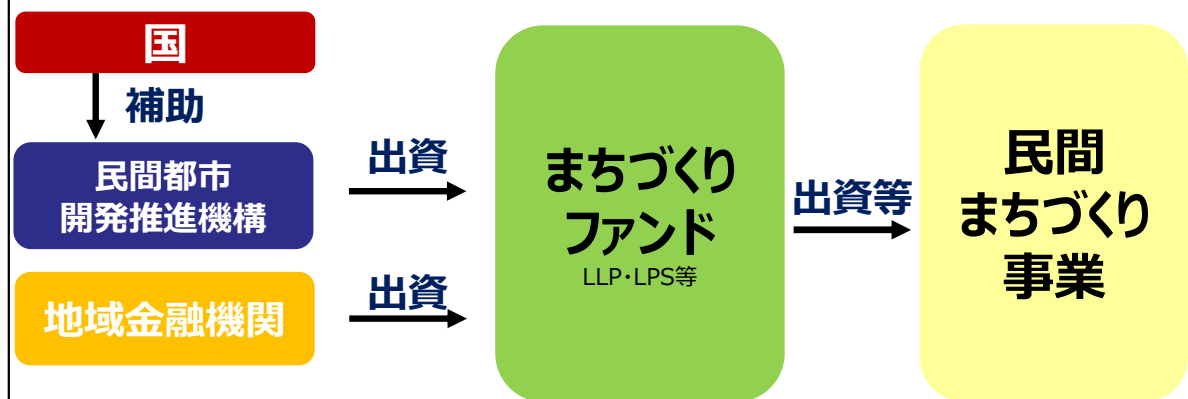 国
補助
民間都市
開発推進機構
地域金融機関
出資
出資
まちづくり
ファンド
LLP・LPS等
出資等
民間
まちづくり
事業